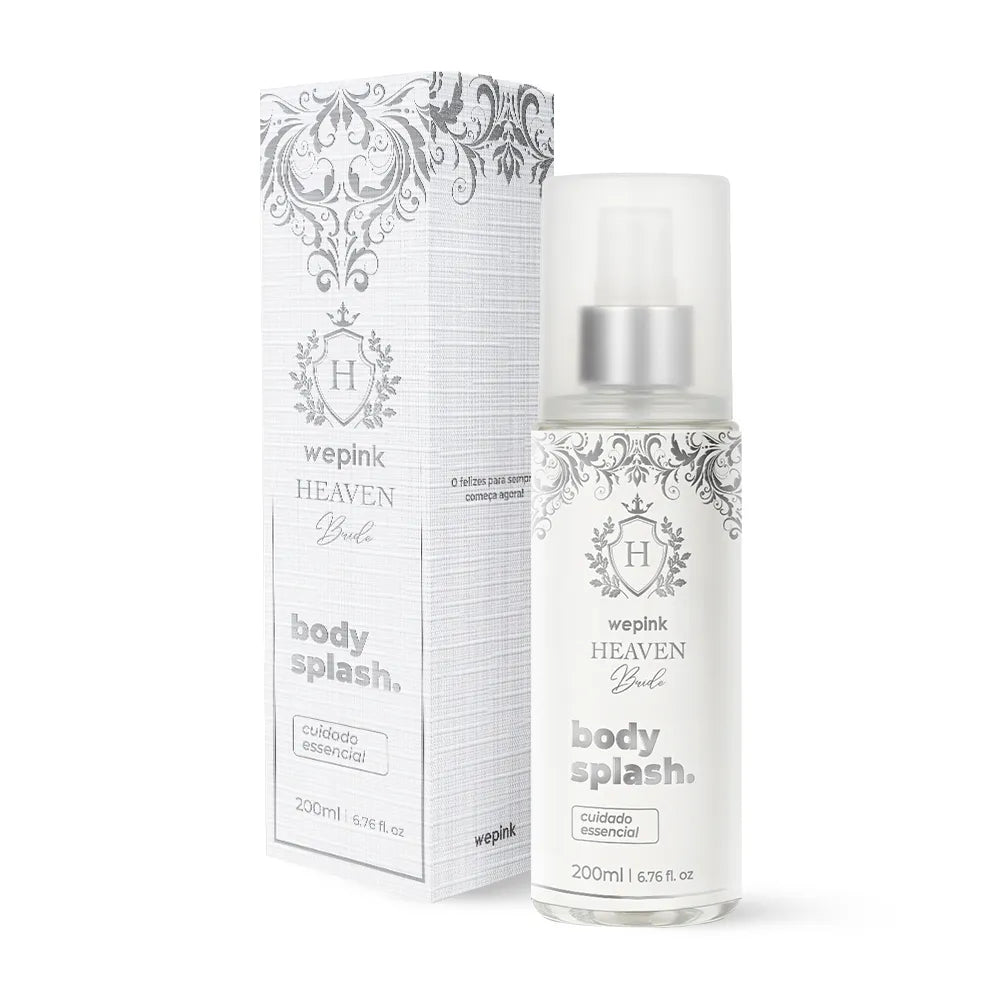 H
wepink
HEAVEN
Bride
body
splash.
cuidado
essencial
200ml | 6.76 fl. oz
O felizes para sempre
começa agora!
wepink
H
wepink
HEAVEN
Bride
body
splash.
cuidado
essencial
200ml | 6.76 fl. oz